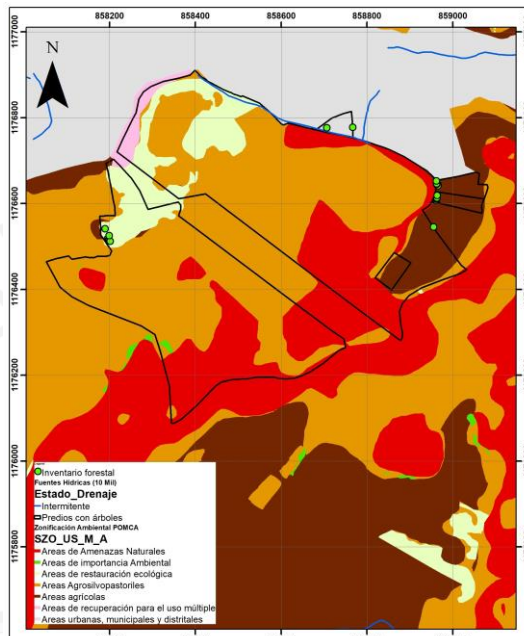 858200 858400 858600 858800 859000
1177000
1176800
1176600
1176400
1176200
1176000
1175800
N
Inventario forestal
Fuentes Hídricas (10 Mil)
Estado_Drenaje
Intermitente
Predios con árboles
Zonificación Ambiental POMCA
SZO_US_M_A
Areas de Amenazas Naturales
Areas de importancia Ambiental
Areas de restauración ecológica
Areas Agrosilvopastoriles
Areas agrícolas
Areas de recuperación para el uso múltiple
Areas urbanas, municipales y distritales